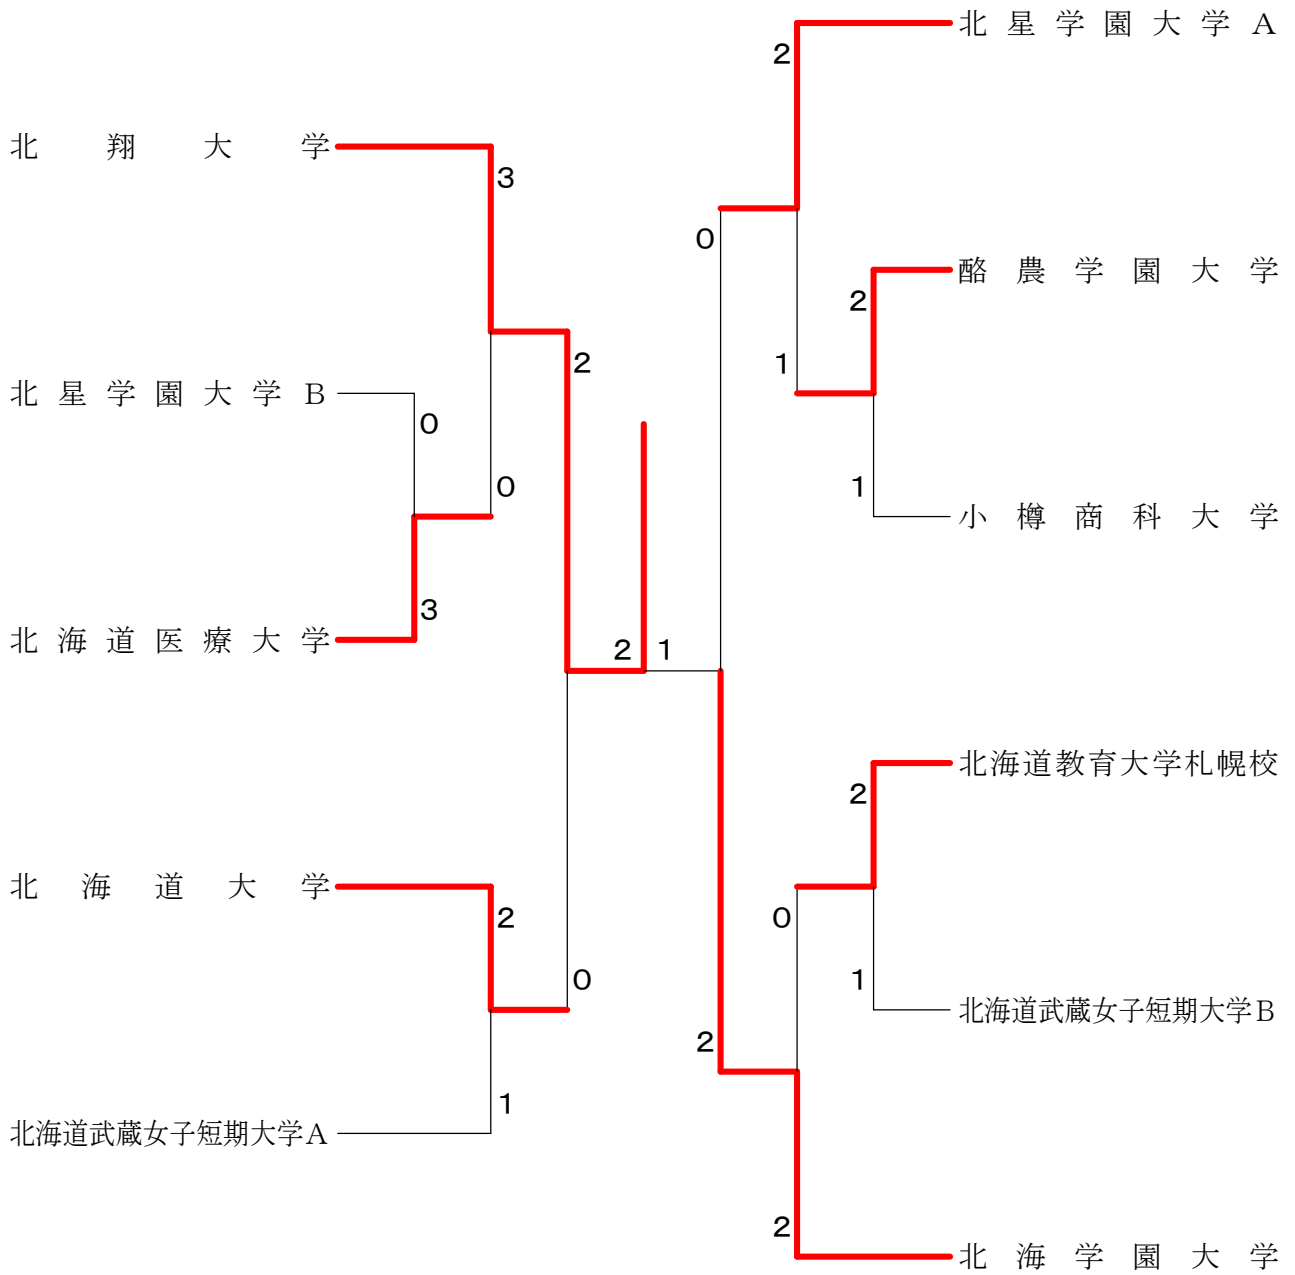 北翔大学
3
北星学園大学B
0
0
北海道医療大学
3
2
北海道大学
2
0
北海道武蔵女子短期大学A
1
2 1
北星学園大学A
2
0
酪農学園大学
2
1
小樽商科大学
1
北海道教育大学札幌校
2
0
北海道武蔵女子短期大学B
1
2
北海学園大学
2